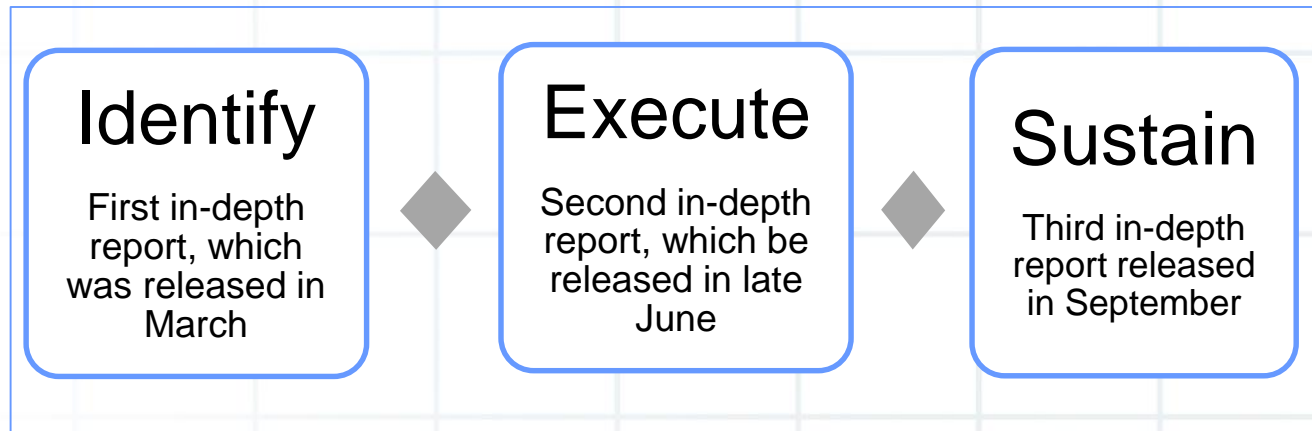 Identify
First in-depth
report, which
was released in
March
Execute
Second in-depth
report, which be
released in late
June
Sustain
Third in-depth
report released
in September